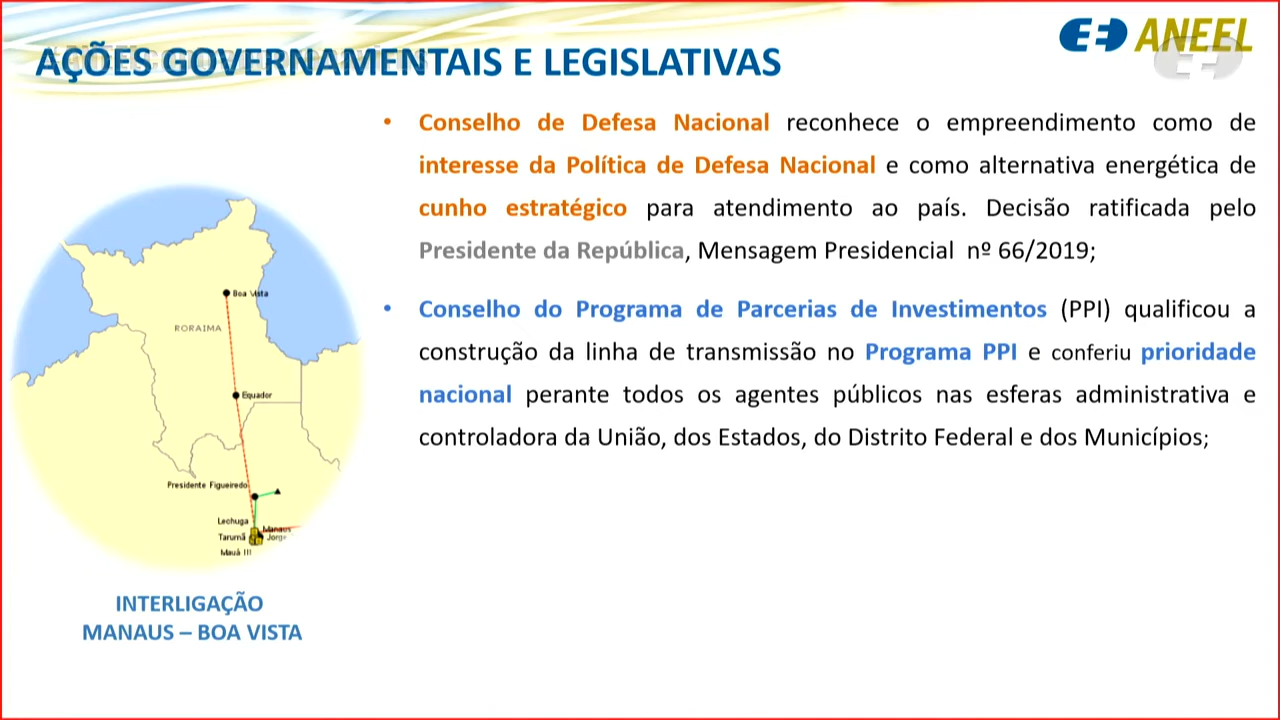 AÇÕES GOVERNAMENTAIS E LEGISLATIVAS
ANEEL
• Conselho de Defesa Nacional reconhece o empreendimento como de
interesse da Política de Defesa Nacional e como alternativa energética de
cunho estratégico para atendimento ao país. Decisão ratificada pelo
Presidente da República, Mensagem Presidencial nº 66/2019;
• Conselho do Programa de Parcerias de Investimentos (PPI) qualificou a
construção da linha de transmissão no Programa PPI e conferiu prioridade
nacional perante todos os agentes públicos nas esferas administrativa e
controladora da União, dos Estados, do Distrito Federal e dos Municípios;
Boa Vista
RORAIMA
Equador
Presidente Figueiredo
Lechuga
Manaus
Tarumã
Jorge
Mauá III
INTERLIGAÇÃO
MANAUS – BOA VISTA